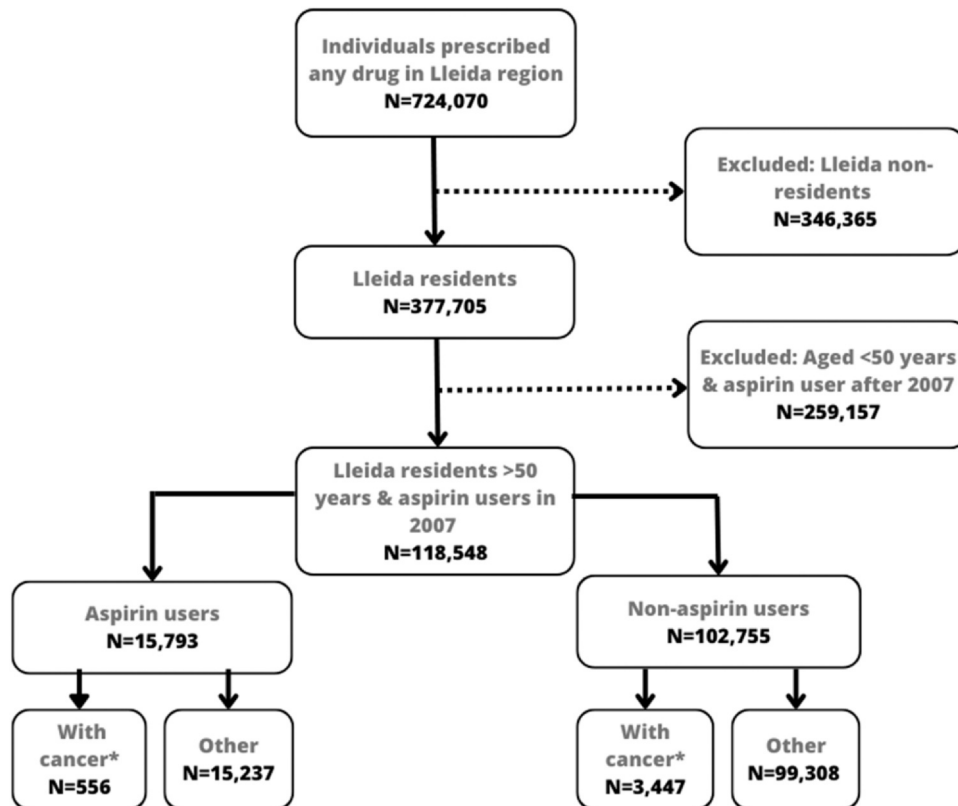 Individuals prescribed
any drug in Lleida region
N=724,070
Excluded: Lleida non-
residents
N=346,365
Lleida residents
N=377,705
Excluded: Aged <50 years
& aspirin user after 2007
N=259,157
Lleida residents >50
years & aspirin users in
2007
N=118,548
Aspirin users
N=15,793
Non-aspirin users
N=102,755
With
cancer*
N=556
Other
N=15,237
With
cancer*
N=3,447
Other
N=99,308